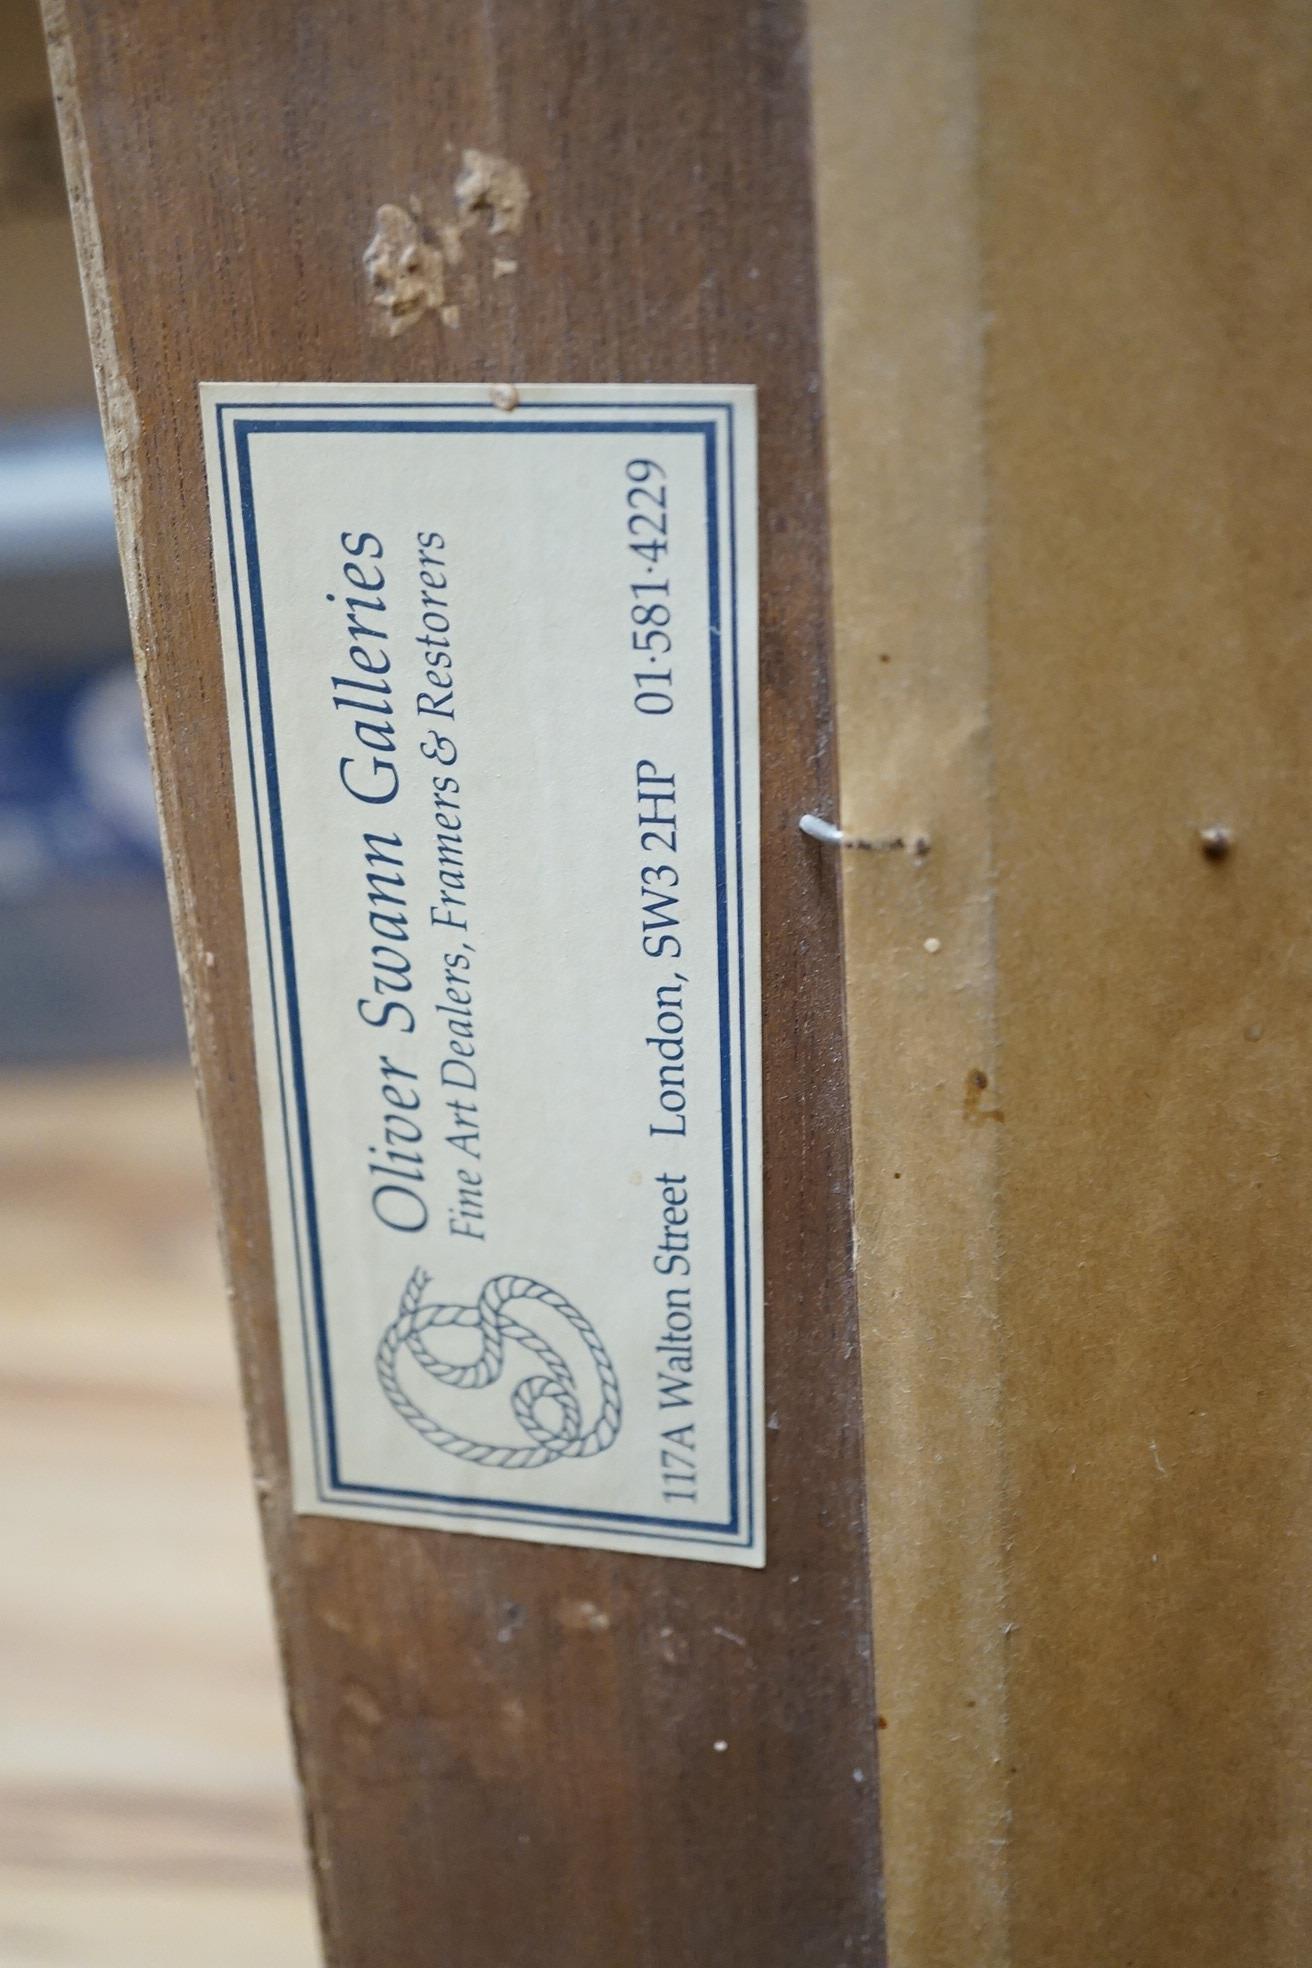 Oliver Swann Galleries
Fine Art Dealers, Framers & Restorers
117A Walton Street London, SW3 2HP 01·581·4229